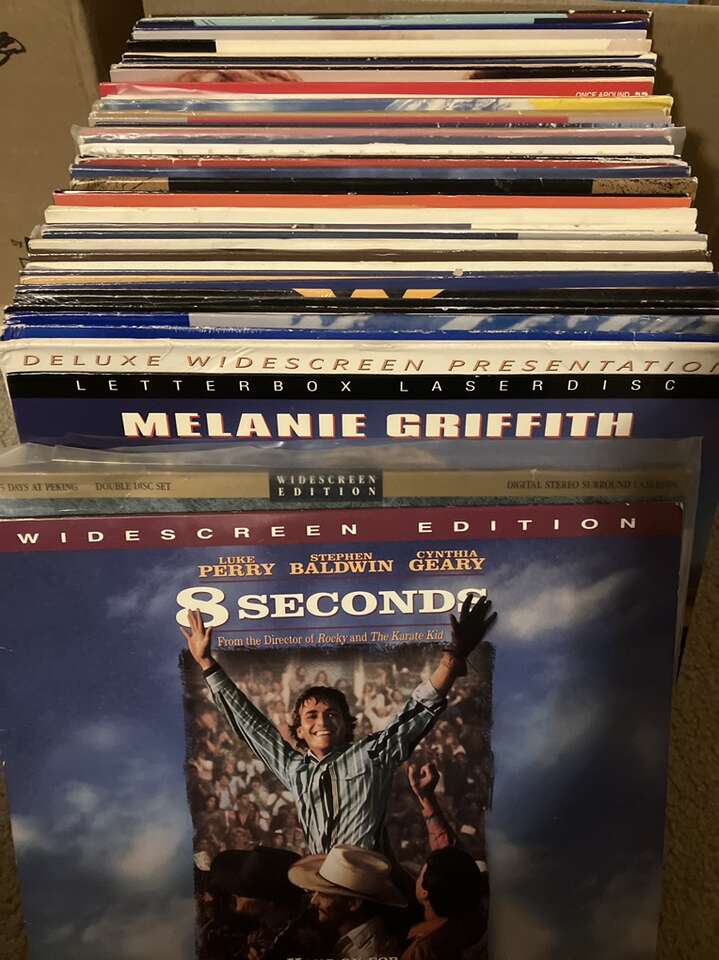 ONCE AROUND
DELUXE WIDESCREEN PRESENTATIO
LETTERBOX LASERDISC
MELANIE GRIFFITH
5 DAYS AT PEKING DOUBLE DISC SET WIDESCREEN EDITION DIGITAL STEREO SURROUND
WIDESCREEN EDITION
LUKE PERRY STEPHEN BALDWIN CYNTHIA GEARY
8 SECONDS
From the Director of Rocky and The Karate Kid